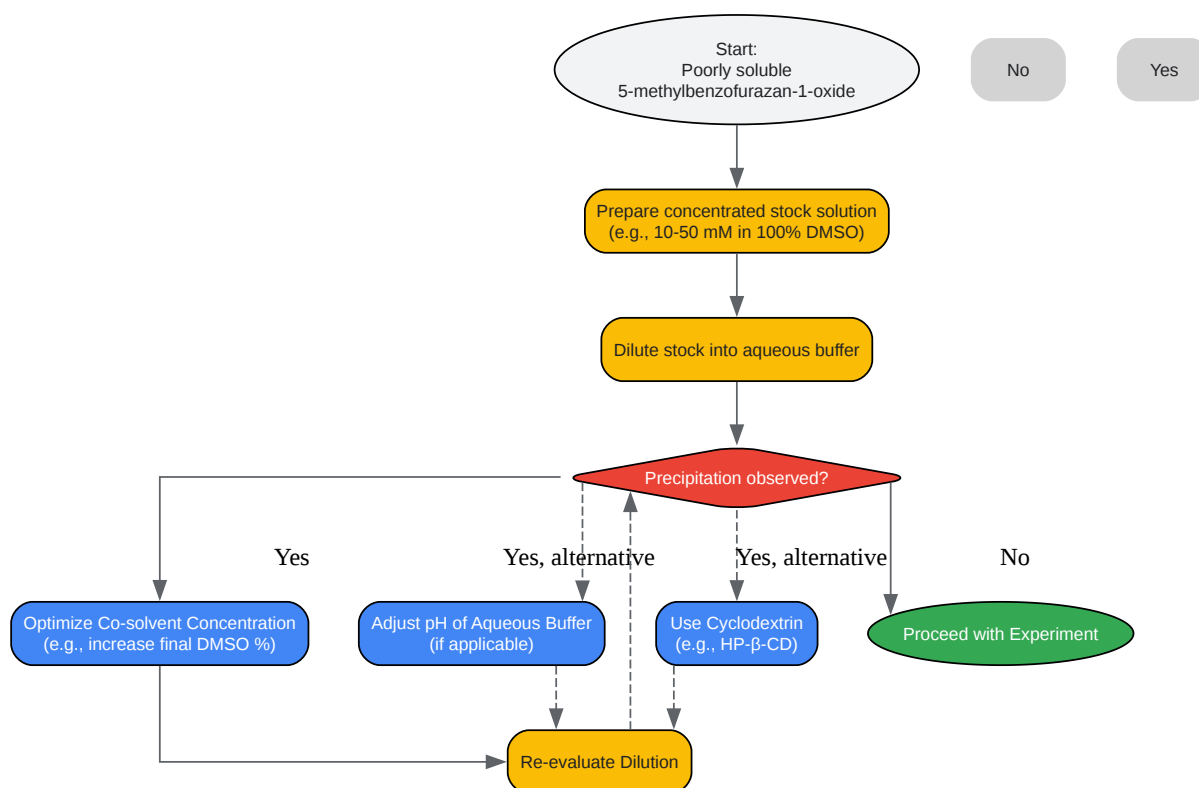 Start:
Poorly soluble
5-methylbenzofurazan-1-oxide
No
Yes
Prepare concentrated stock solution
(e.g., 10-50 mM in 100% DMSO)
Dilute stock into aqueous buffer
Precipitation observed?
Yes
Yes, alternative
Yes, alternative
No
Optimize Co-solvent Concentration
(e.g., increase final DMSO %)
Adjust pH of Aqueous Buffer
(if applicable)
Use Cyclodextrin
(e.g., HP-β-CD)
Proceed with Experiment
Re-evaluate Dilution